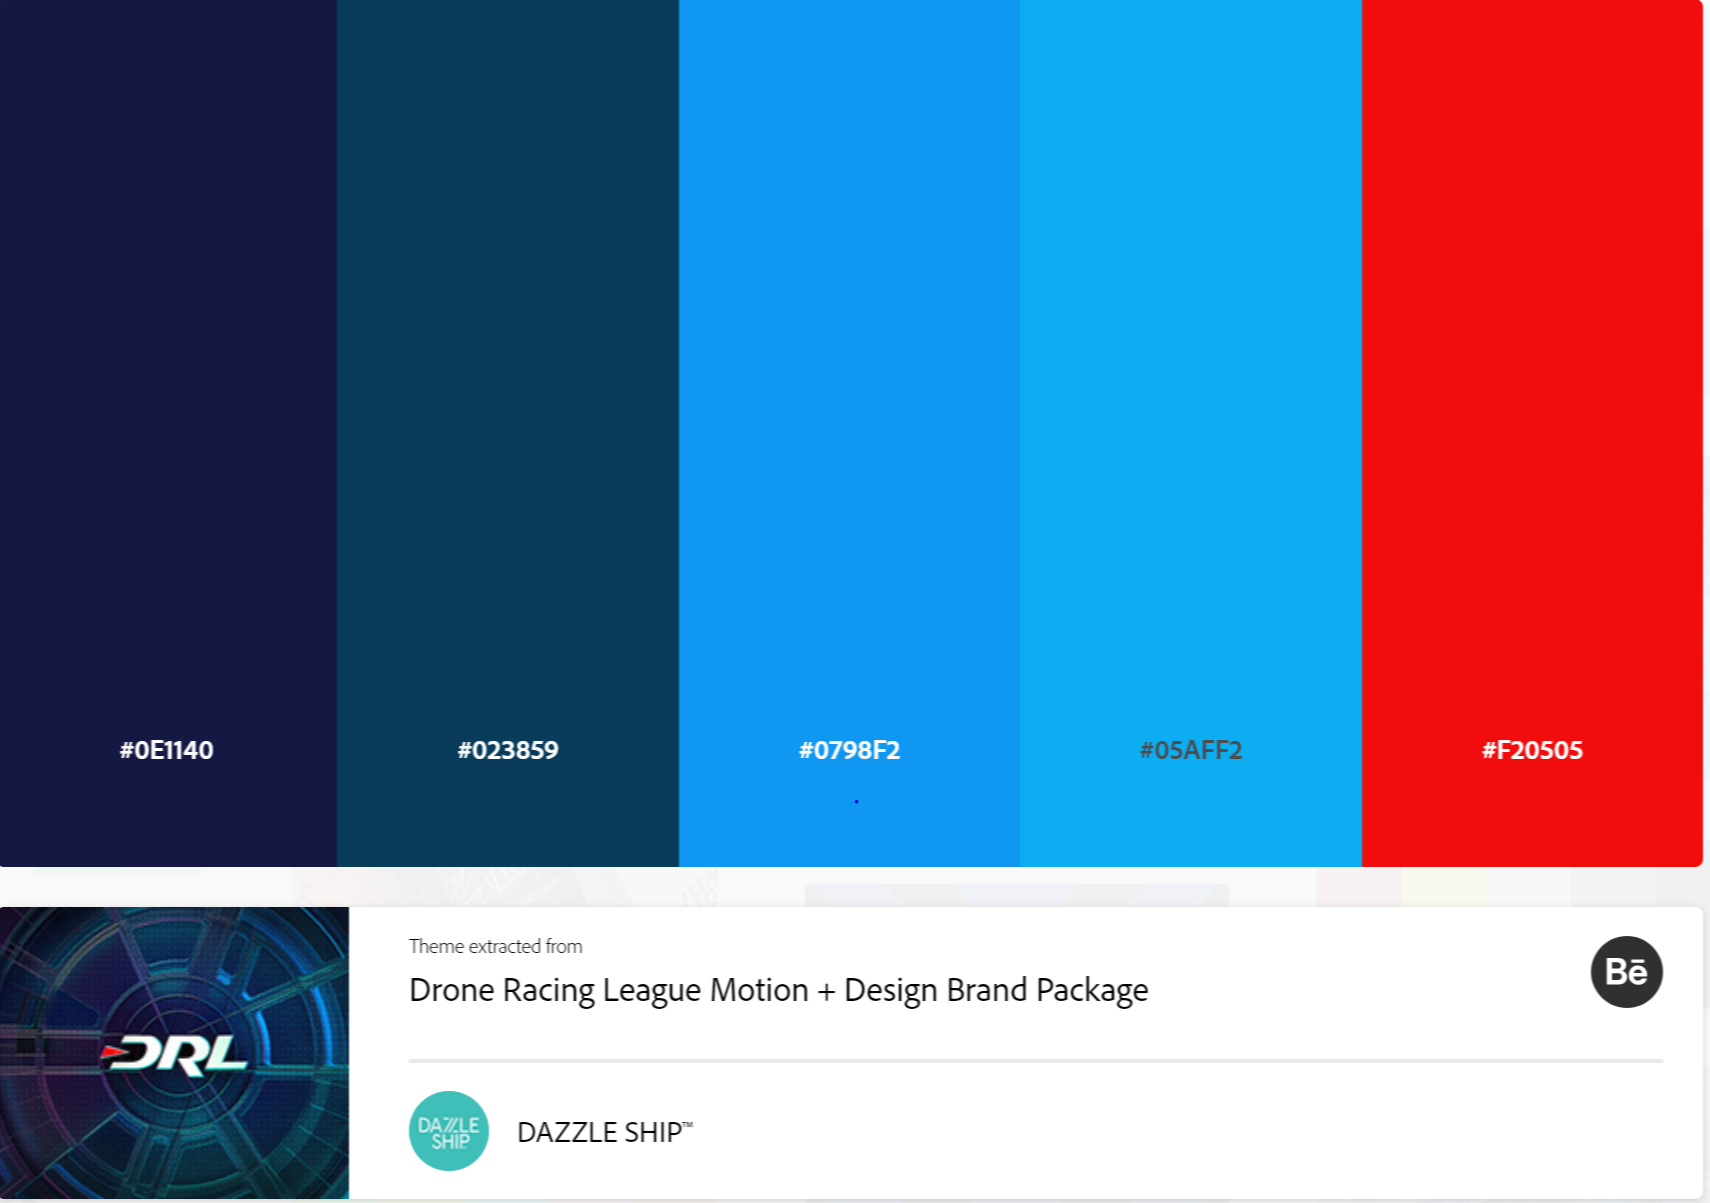 #0E1140
#023859
#0798F2
#05AFF2
#F20505
Theme extracted from
Drone Racing League Motion + Design Brand Package
Bē
DRL
DAZZLE
SHIP
DAZZLE SHIP™